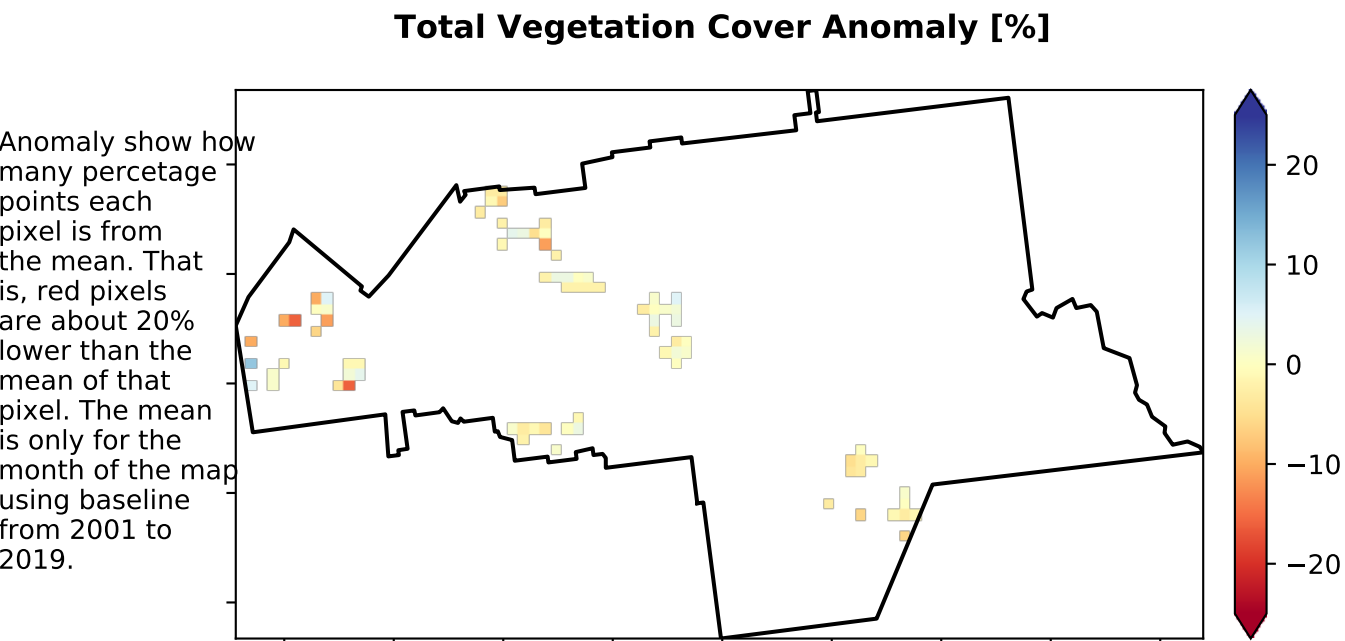 Total Vegetation Cover Anomaly [%]
Anomaly show how
many percetage
points each
pixel is from
the mean. That
is, red pixels
are about 20%
lower than the
mean of that
pixel. The mean
is only for the
month of the map
using baseline
from 2001 to
2019.
20
10
0
−10
−20